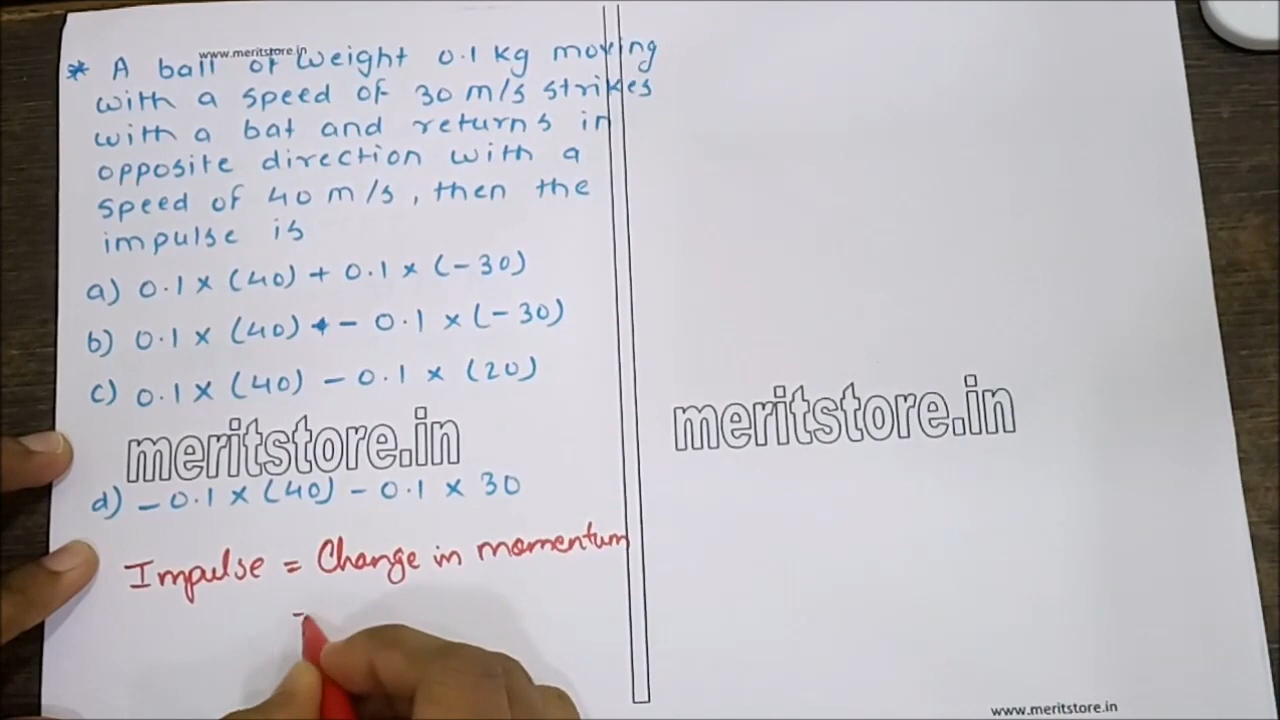 www.meritstore.in
* A ball of weight 0.1 kg moving
with a speed of 30 m/s strikes
with a bat and returns in
opposite direction with a
speed of 40 m/s, then the
impulse is
a) 0.1 × (40) + 0.1 × (-30)
b) 0.1 × (40) - 0.1 × (-30)
c) 0.1 × (40) - 0.1 × (20)
meritstore.in
d) - 0.1 × (40) - 0.1 × 30
Impulse = Change in momentum
meritstore.in
www.meritstore.in